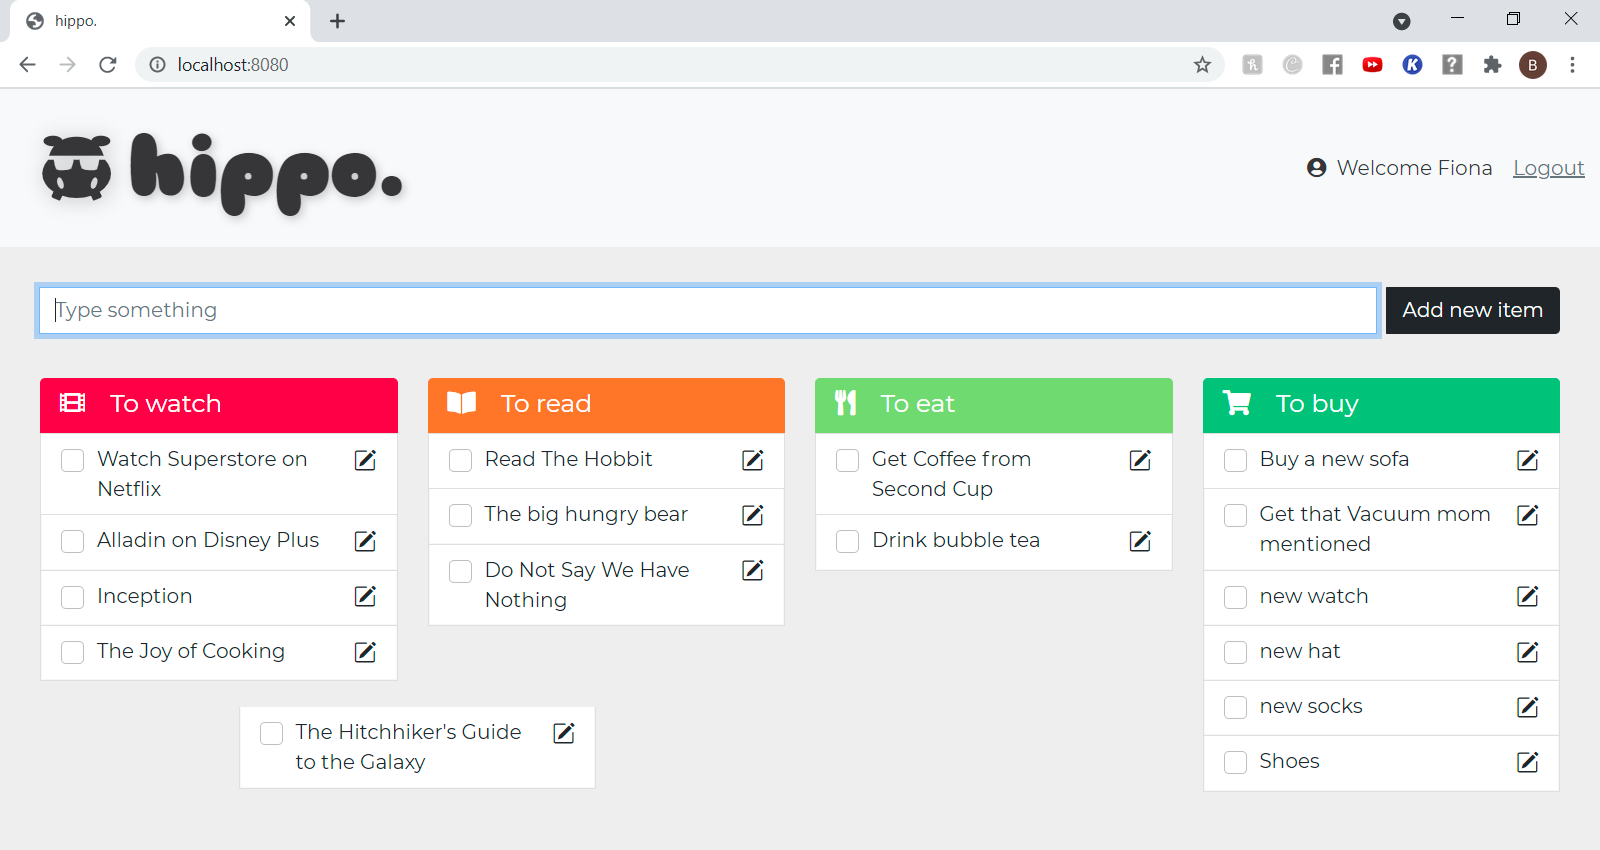 hippo.
localhost:8080
B
hippo.
Welcome Fiona Logout
Type something
Add new item
To watch
Watch Superstore on
Netflix
Alladin on Disney Plus
Inception
The Joy of Cooking
To read
Read The Hobbit
The big hungry bear
Do Not Say We Have
Nothing
The Hitchhiker's Guide
to the Galaxy
To eat
Get Coffee from
Second Cup
Drink bubble tea
To buy
Buy a new sofa
Get that Vacuum mom
mentioned
new watch
new hat
new socks
Shoes